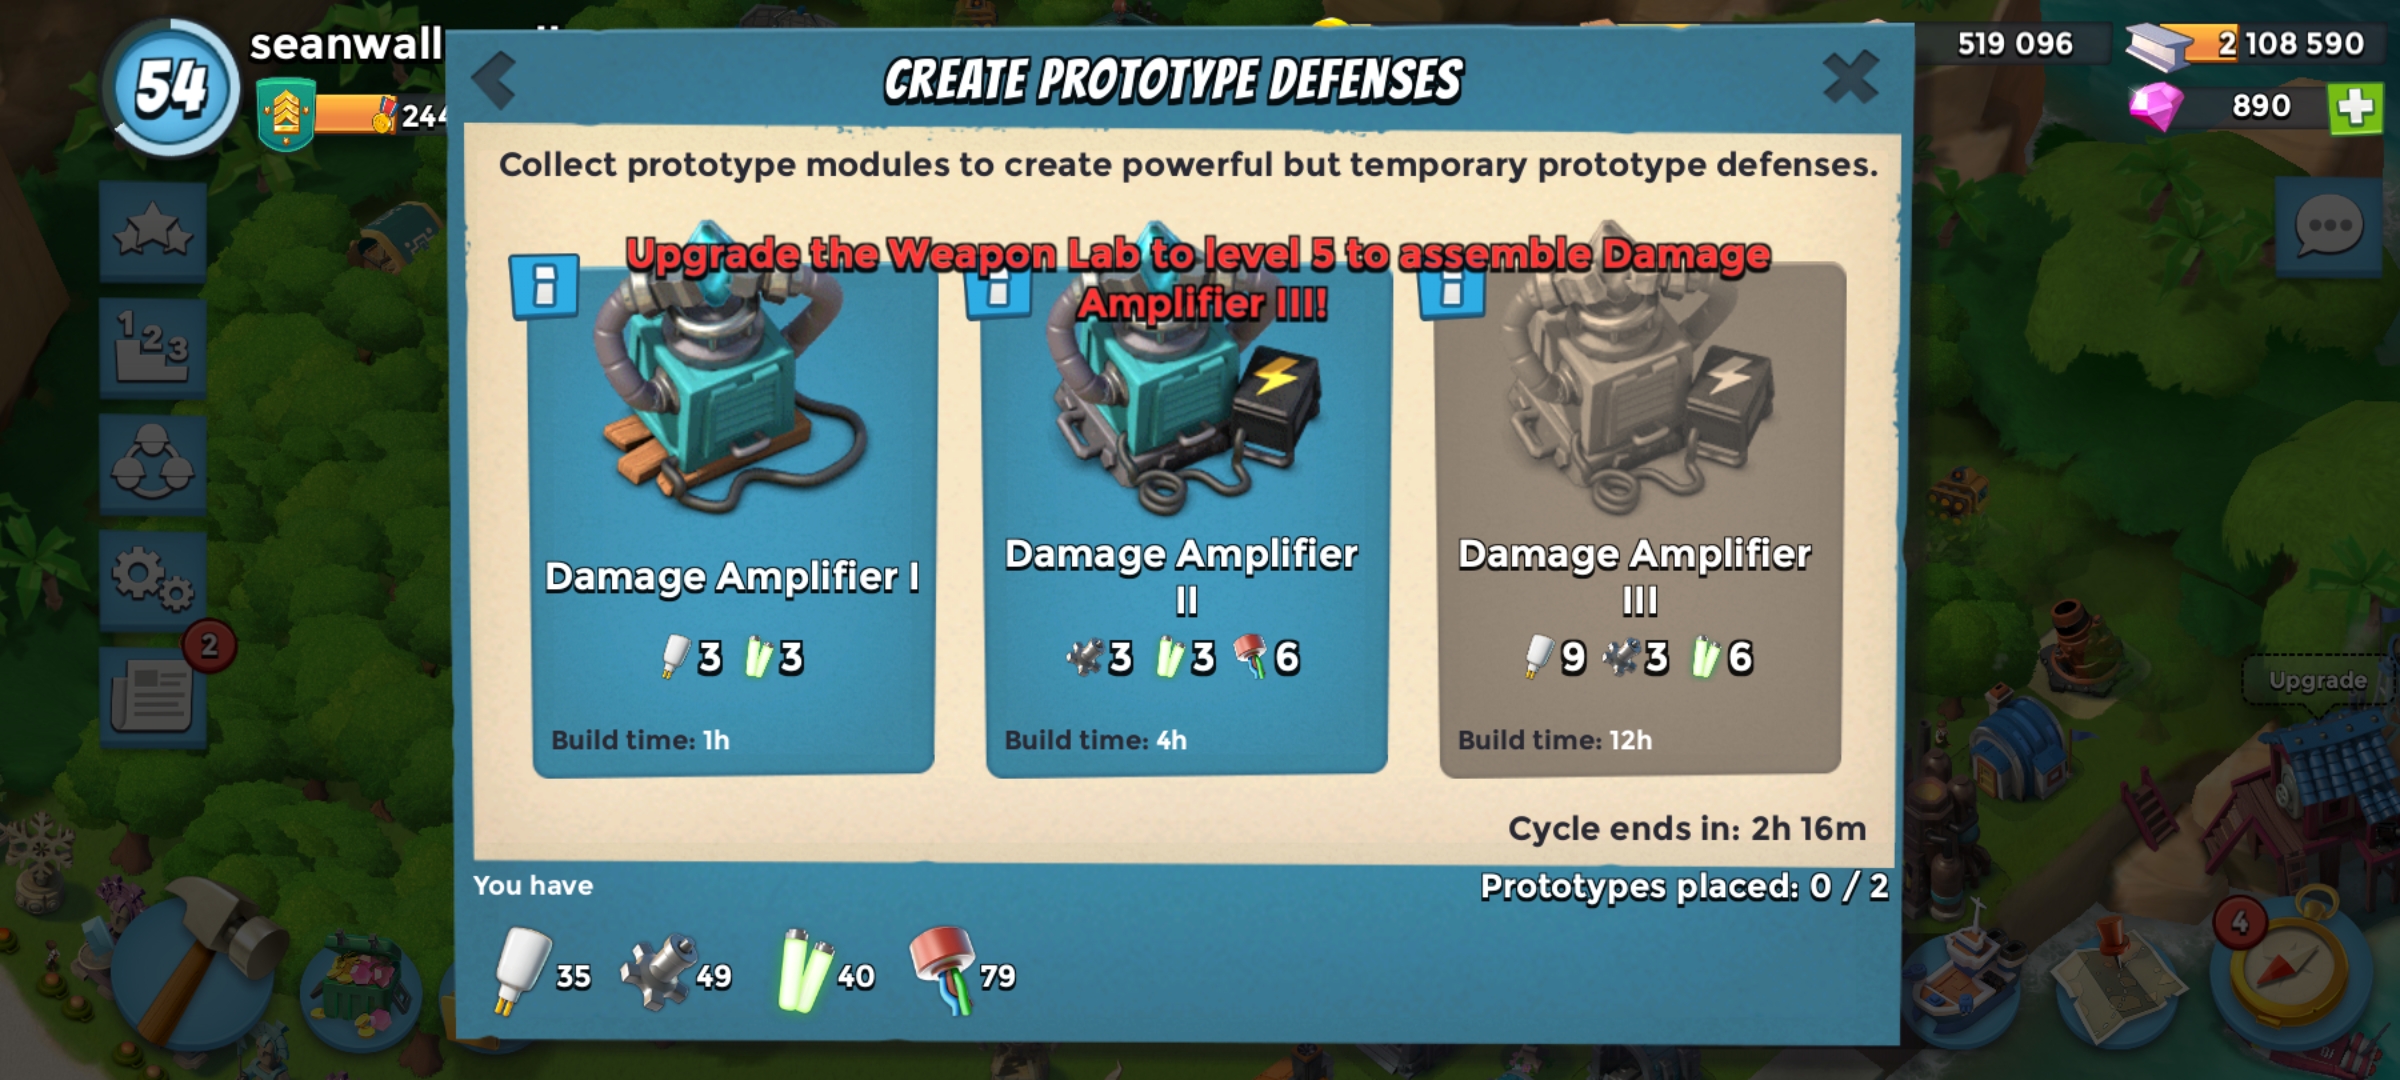 54
seanwall
244
519 096
2 108 590
890
1 2 3
2
CREATE PROTOTYPE DEFENSES
Collect prototype modules to create powerful but temporary prototype defenses.
Upgrade the Weapon Lab to level 5 to assemble Damage
Amplifier III!
Damage Amplifier I
3 3
Build time: 1h
Damage Amplifier
II
3 3 6
Build time: 4h
Damage Amplifier
III
9 3 6
Build time: 12h
Cycle ends in: 2h 16m
You have
Prototypes placed: 0 / 2
35 49 40 79
Upgrade
4